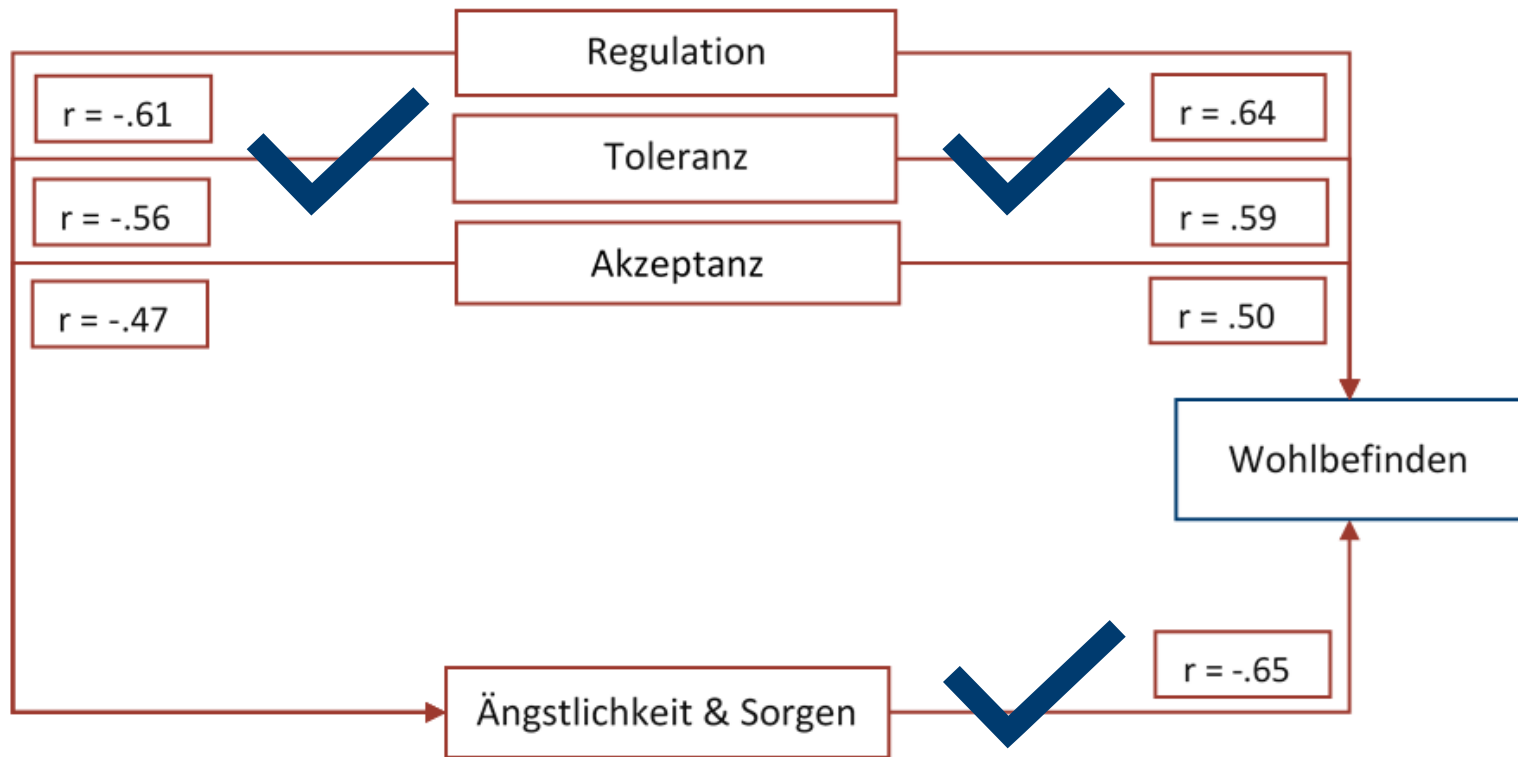 Regulation
r = -.61
r = .64
Toleranz
r = -.56
r = .59
Akzeptanz
r = -.47
r = .50
Wohlbefinden
r = -.65
Ängstlichkeit & Sorgen